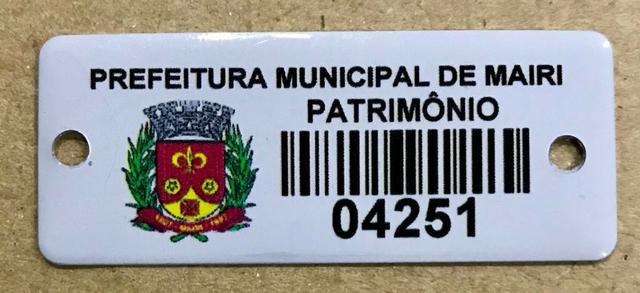 PREFEITURA MUNICIPAL DE MAIRI
PATRIMÔNIO
04251